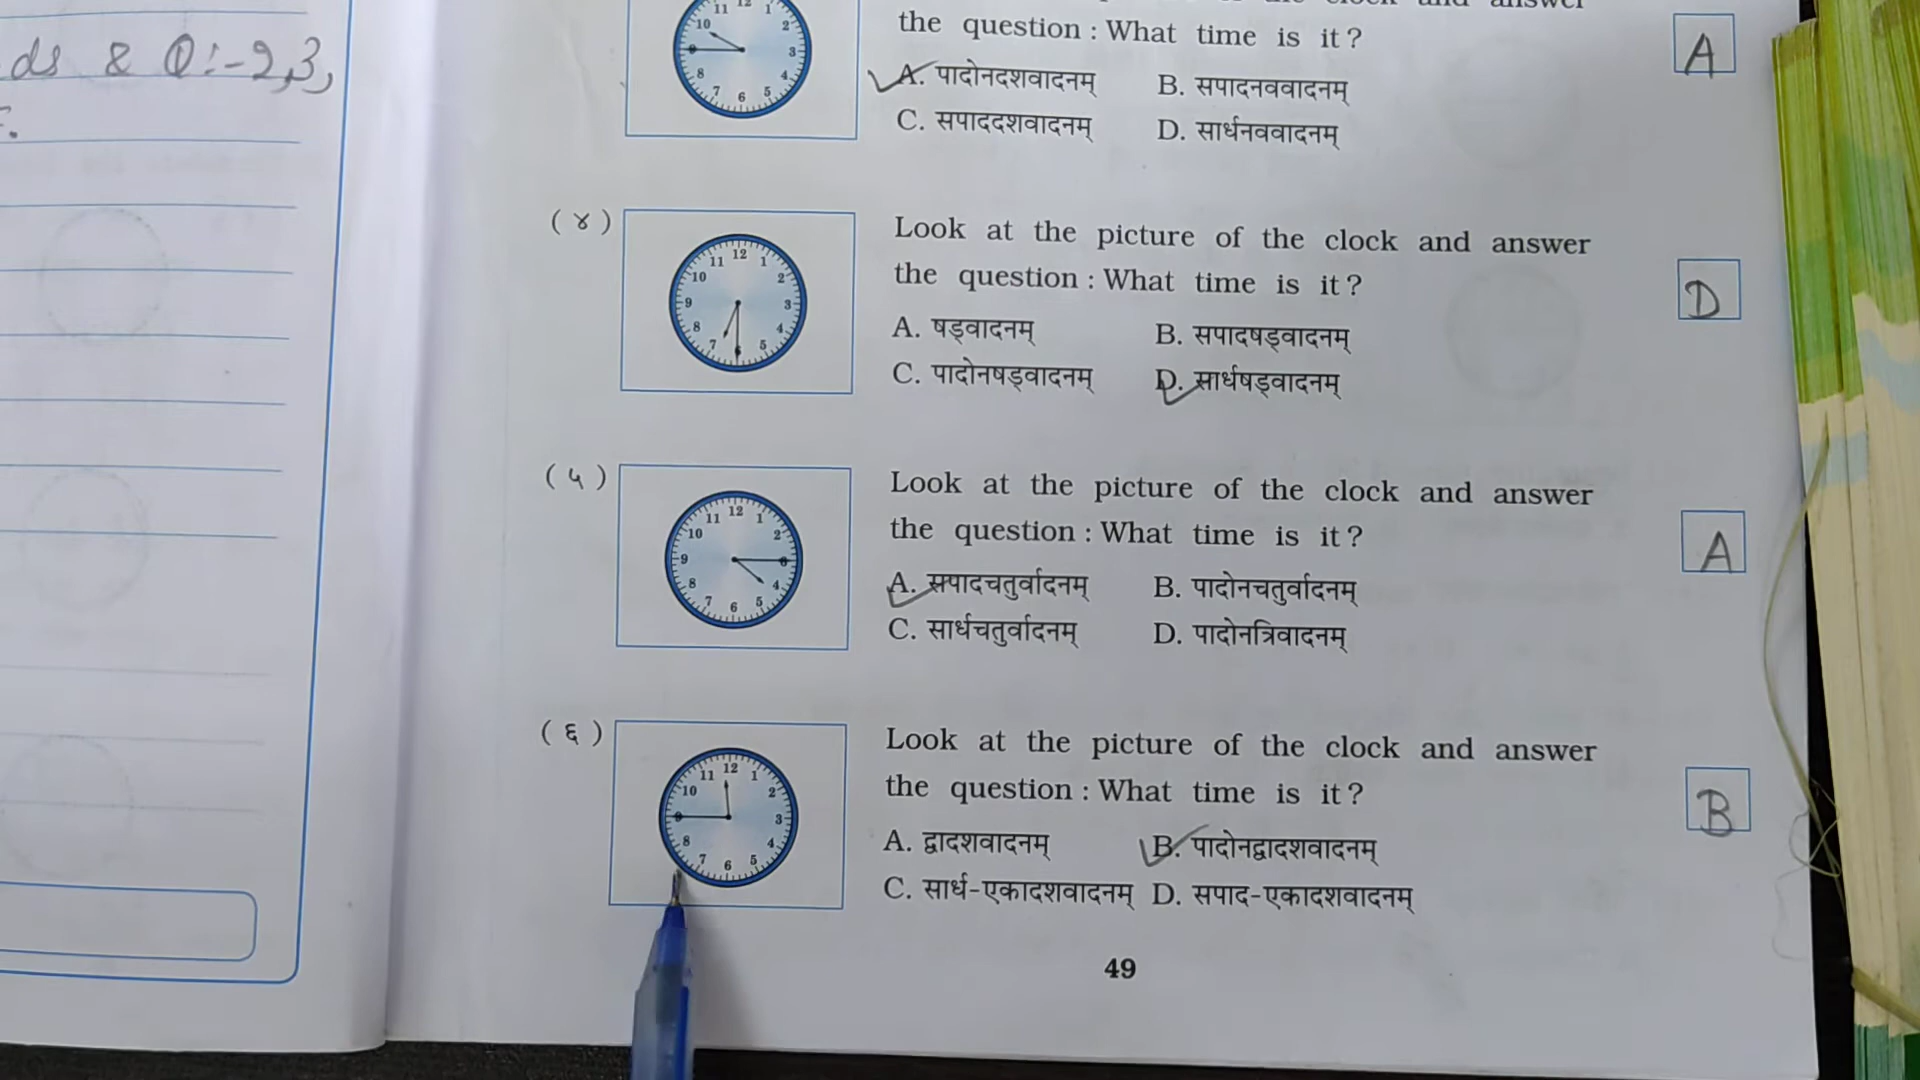 ds & Q:-2,3,
the question : What time is it ?
A. पादोनदशवादनम् B. सपादनववादनम्
C. सपाददशवादनम् D. सार्धनववादनम्
A
( ४ )
Look at the picture of the clock and answer
the question : What time is it ?
A. षड्वादनम् B. सपादषड्वादनम्
C. पादोनषड्वादनम् D. सार्धषड्वादनम्
D
( ५ )
Look at the picture of the clock and answer
the question : What time is it ?
A. सपादचतुर्वादनम् B. पादोनचतुर्वादनम्
C. सार्धचतुर्वादनम् D. पादोनत्रिवादनम्
A
( ६ )
Look at the picture of the clock and answer
the question : What time is it ?
A. द्वादशवादनम् B. पादोनद्वादशवादनम्
C. सार्ध-एकादशवादनम् D. सपाद-एकादशवादनम्
B
49